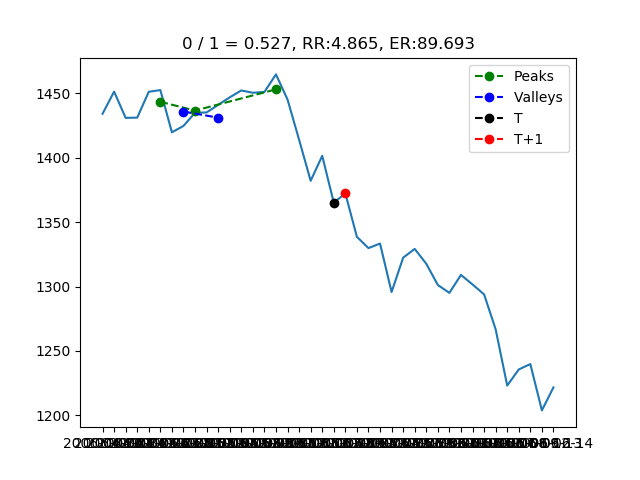 0 / 1 = 0.527, RR:4.865, ER:89.693
Peaks
Valleys
T
T+1
1450
1400
1350
1300
1250
1200